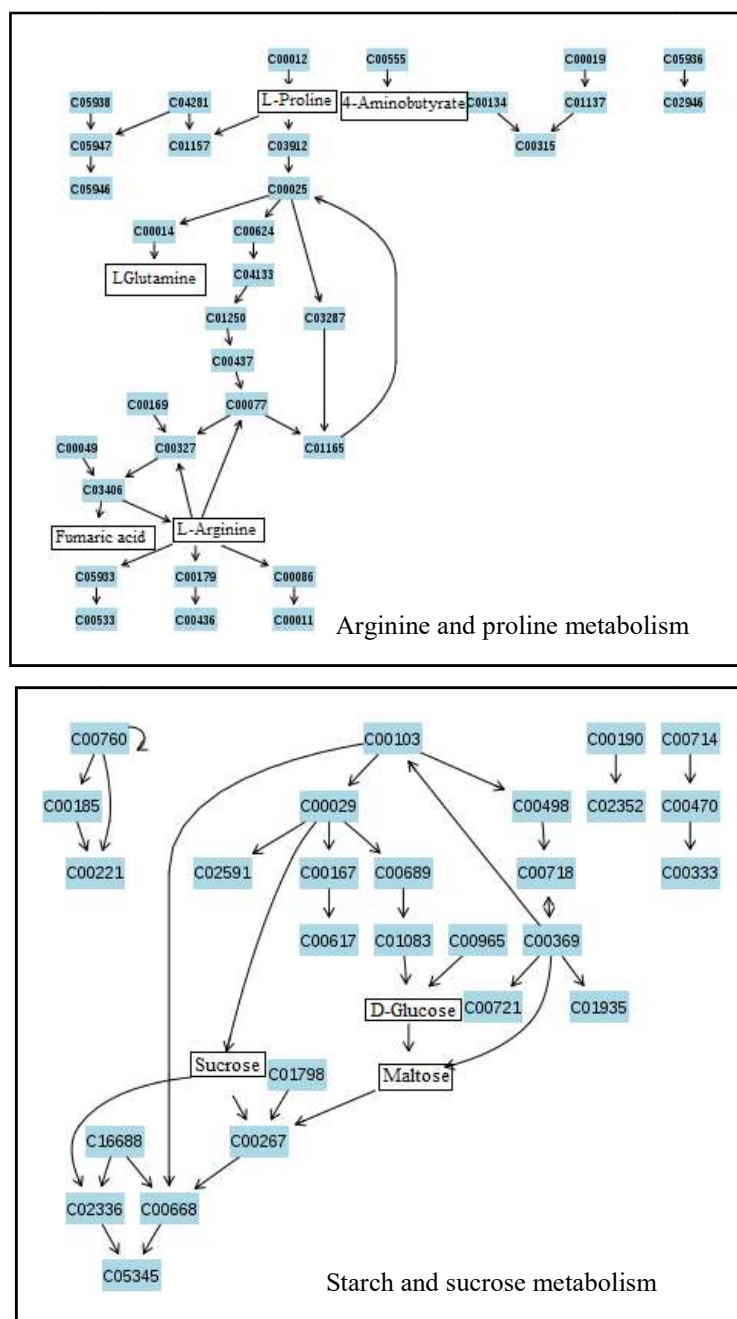 C00012 C00555 C00019 C05936
C05938 C04281 L-Proline 4-Aminobutyrate C00134 C01137 C02946
C05947 C01157 C03912 C00315
C05946 C00025
C00014 C00624
LGlutamine C04133
C01250 C03287
C00437
C00169 C00077
C00049 C00327 C01165
C03406
Fumaric acid L-Arginine
C05933 C00179 C00086
C00533 C00436 C00011
Arginine and proline metabolism
C00760 C00103 C00190 C00714
C00185 C00029 C00498 C02352 C00470
C00221 C02591 C00167 C00689 C00718 C00333
C00617 C01083 C00965 C00369
D-Glucose C00721 C01935
Sucrose C01798 Maltose
C16688 C00267
C02336 C00668
C05345
Starch and sucrose metabolism